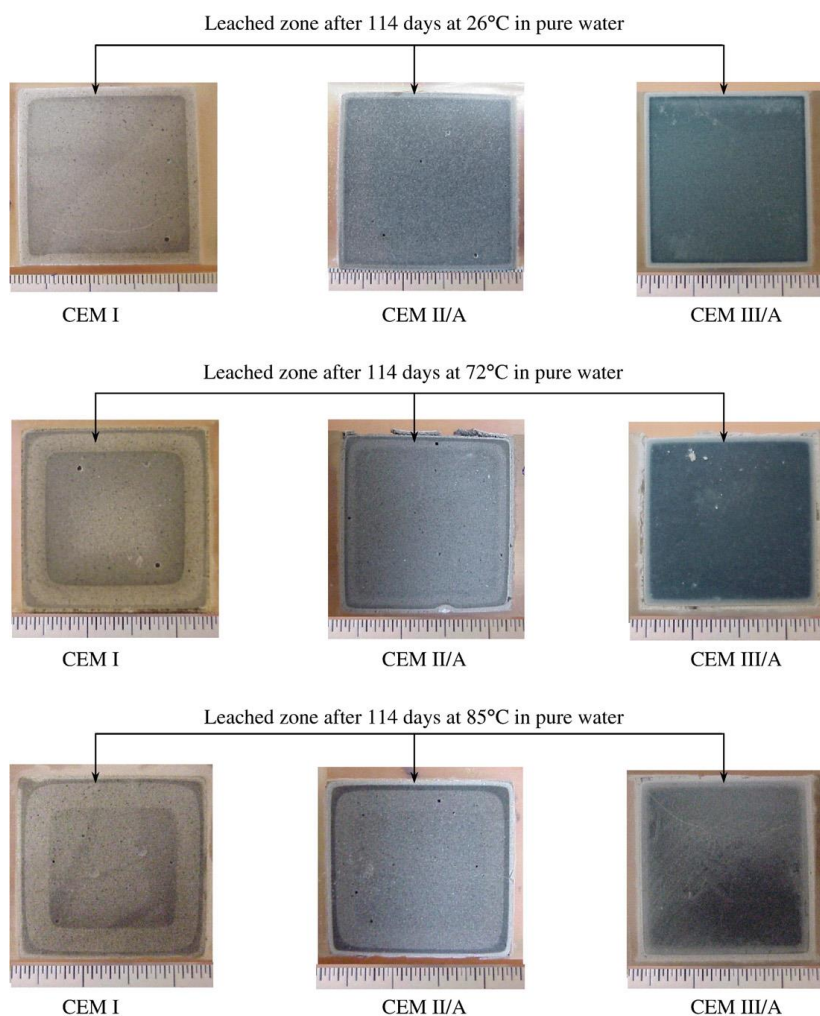 Leached zone after 114 days at 26°C in pure water
CEM I
CEM II/A
CEM III/A
Leached zone after 114 days at 72°C in pure water
CEM I
CEM II/A
CEM III/A
Leached zone after 114 days at 85°C in pure water
CEM I
CEM II/A
CEM III/A